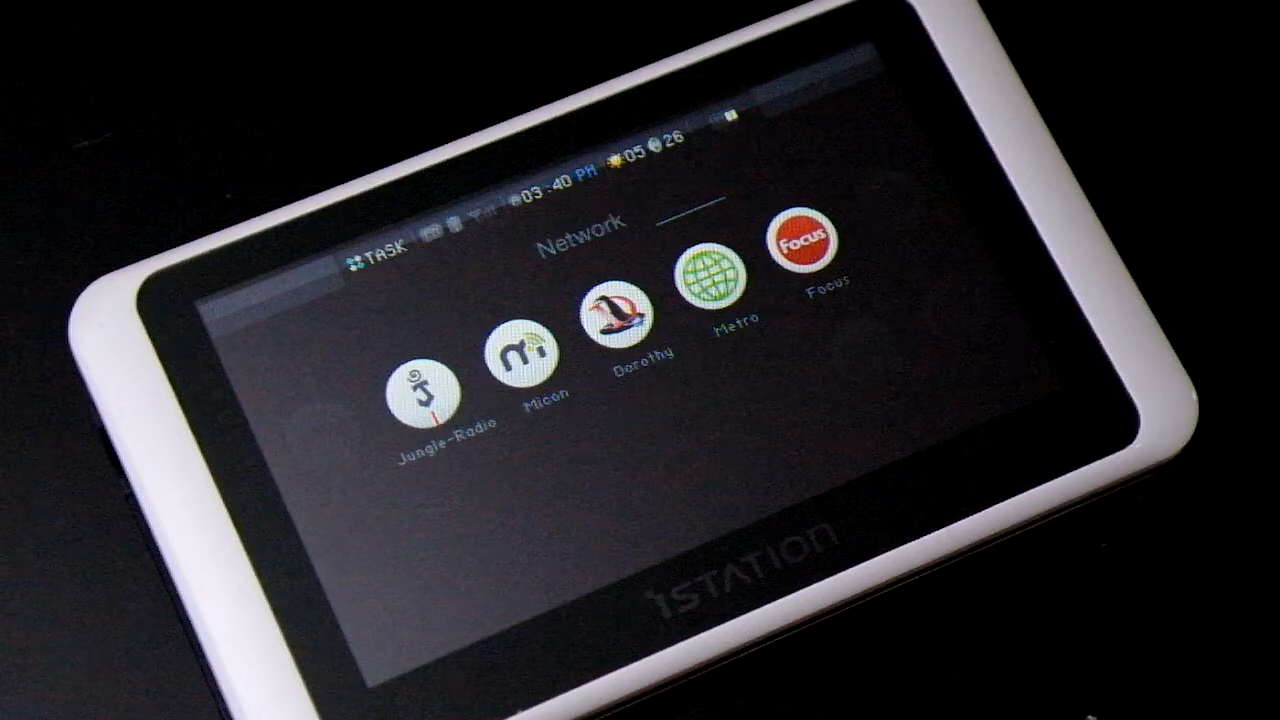 TASK 03:40 PM 05 26
Network
Jungle-Radio Micon Dorothy Metro Focus
Focus
iSTATION